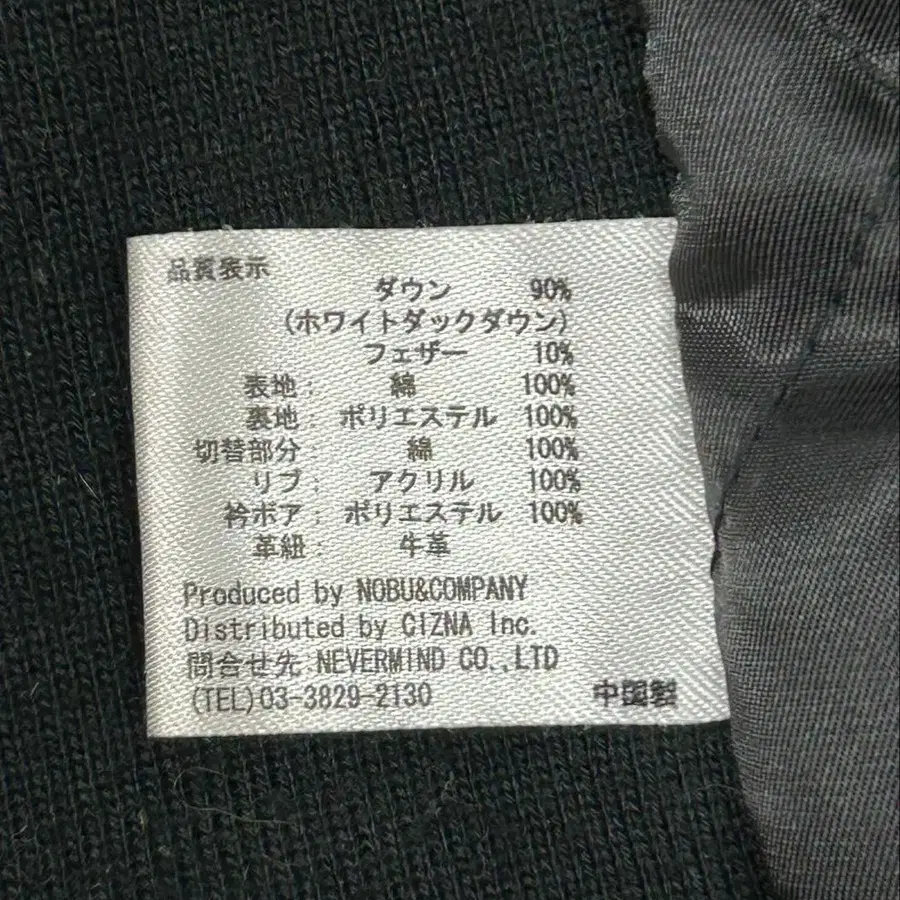 品質表示
ダウン 90%
(ホワイトダックダウン)
フェザー 10%
表地: 綿 100%
裏地: ポリエステル 100%
切替部分: 綿 100%
リブ: アクリル 100%
衿ボア: ポリエステル 100%
革紐: 牛革
Produced by NOBU&COMPANY
Distributed by CIZNA Inc.
問合せ先 NEVERMIND CO.,LTD
(TEL)03-3829-2130 中国製